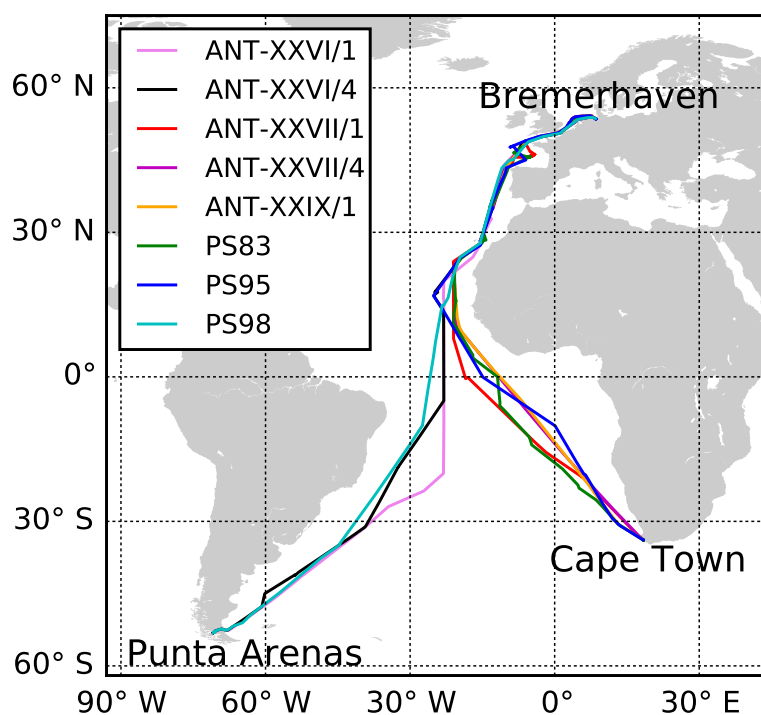 ANT-XXVI/1
ANT-XXVI/4
ANT-XXVII/1
ANT-XXVII/4
ANT-XXIX/1
PS83
PS95
PS98
60° N
30° N
0°
30° S
60° S
Bremerhaven
Cape Town
Punta Arenas
90° W 60° W 30° W 0° 30° E